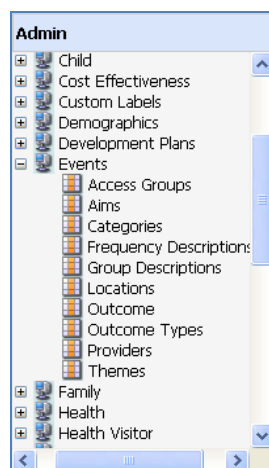 Admin
Child
Cost Effectiveness
Custom Labels
Demographics
Development Plans
Events
Access Groups
Aims
Categories
Frequency Descriptions
Group Descriptions
Locations
Outcome
Outcome Types
Providers
Themes
Family
Health
Health Visitor